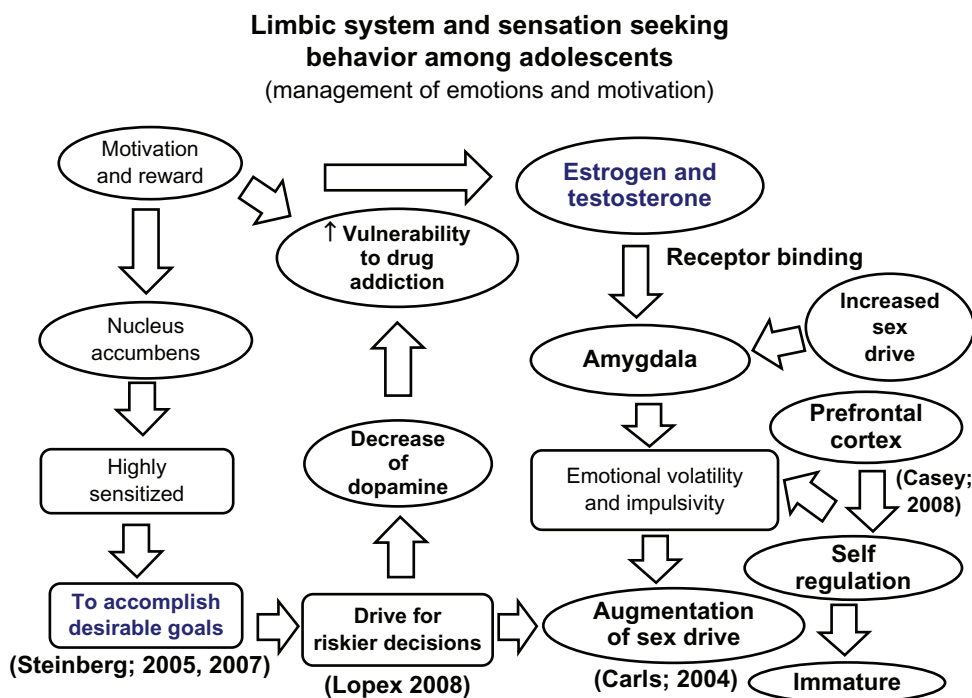 Limbic system and sensation seeking
behavior among adolescents
(management of emotions and motivation)
Motivation
and reward
Estrogen and
testosterone
↑ Vulnerability
to drug
addiction
Receptor binding
Increased
sex
drive
Nucleus
accumbens
Amygdala
Prefrontal
cortex
Highly
sensitized
Decrease
of
dopamine
Emotional volatility
and impulsivity
(Casey;
2008)
Self
regulation
To accomplish
desirable goals
Drive for
riskier decisions
Augmentation
of sex drive
(Steinberg; 2005, 2007)
(Lopex 2008)
(Carls; 2004)
Immature